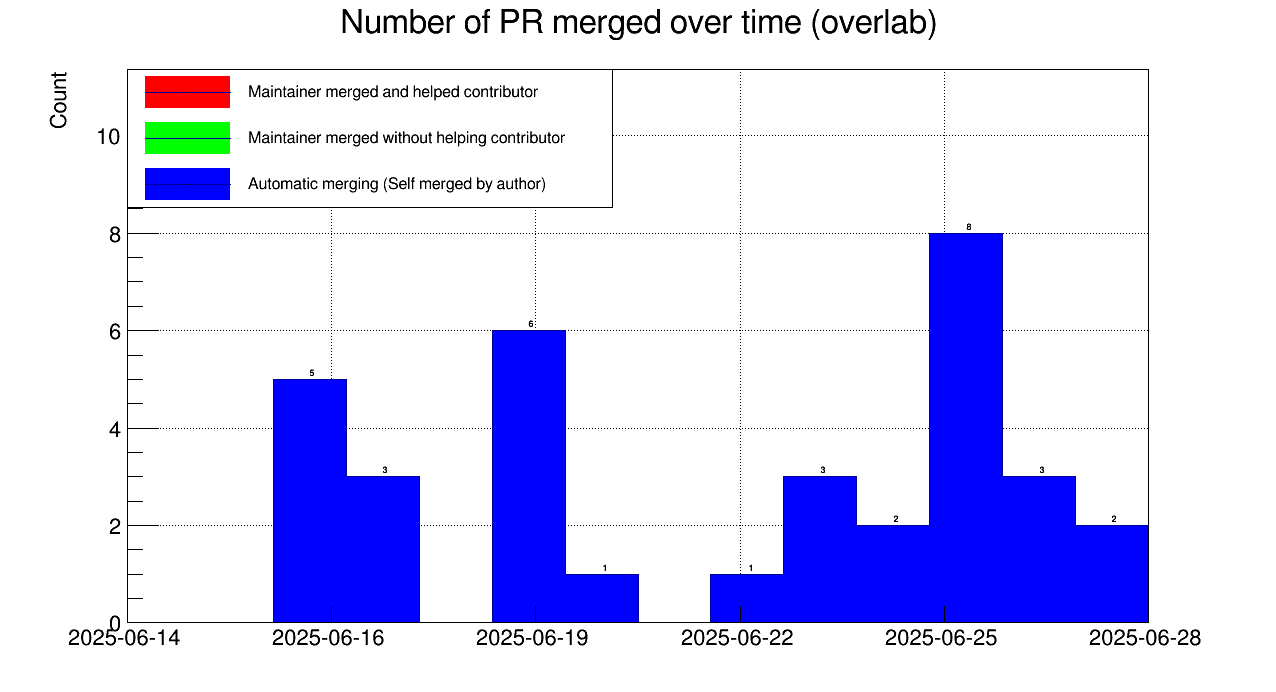 Number of PR merged over time (overlab)
Count
Maintainer merged and helped contributor
Maintainer merged without helping contributor
Automatic merging (Self merged by author)
10
8
6
4
2
0
5
3
6
1
1
3
2
8
3
2
2025-06-14 2025-06-16 2025-06-19 2025-06-22 2025-06-25 2025-06-28